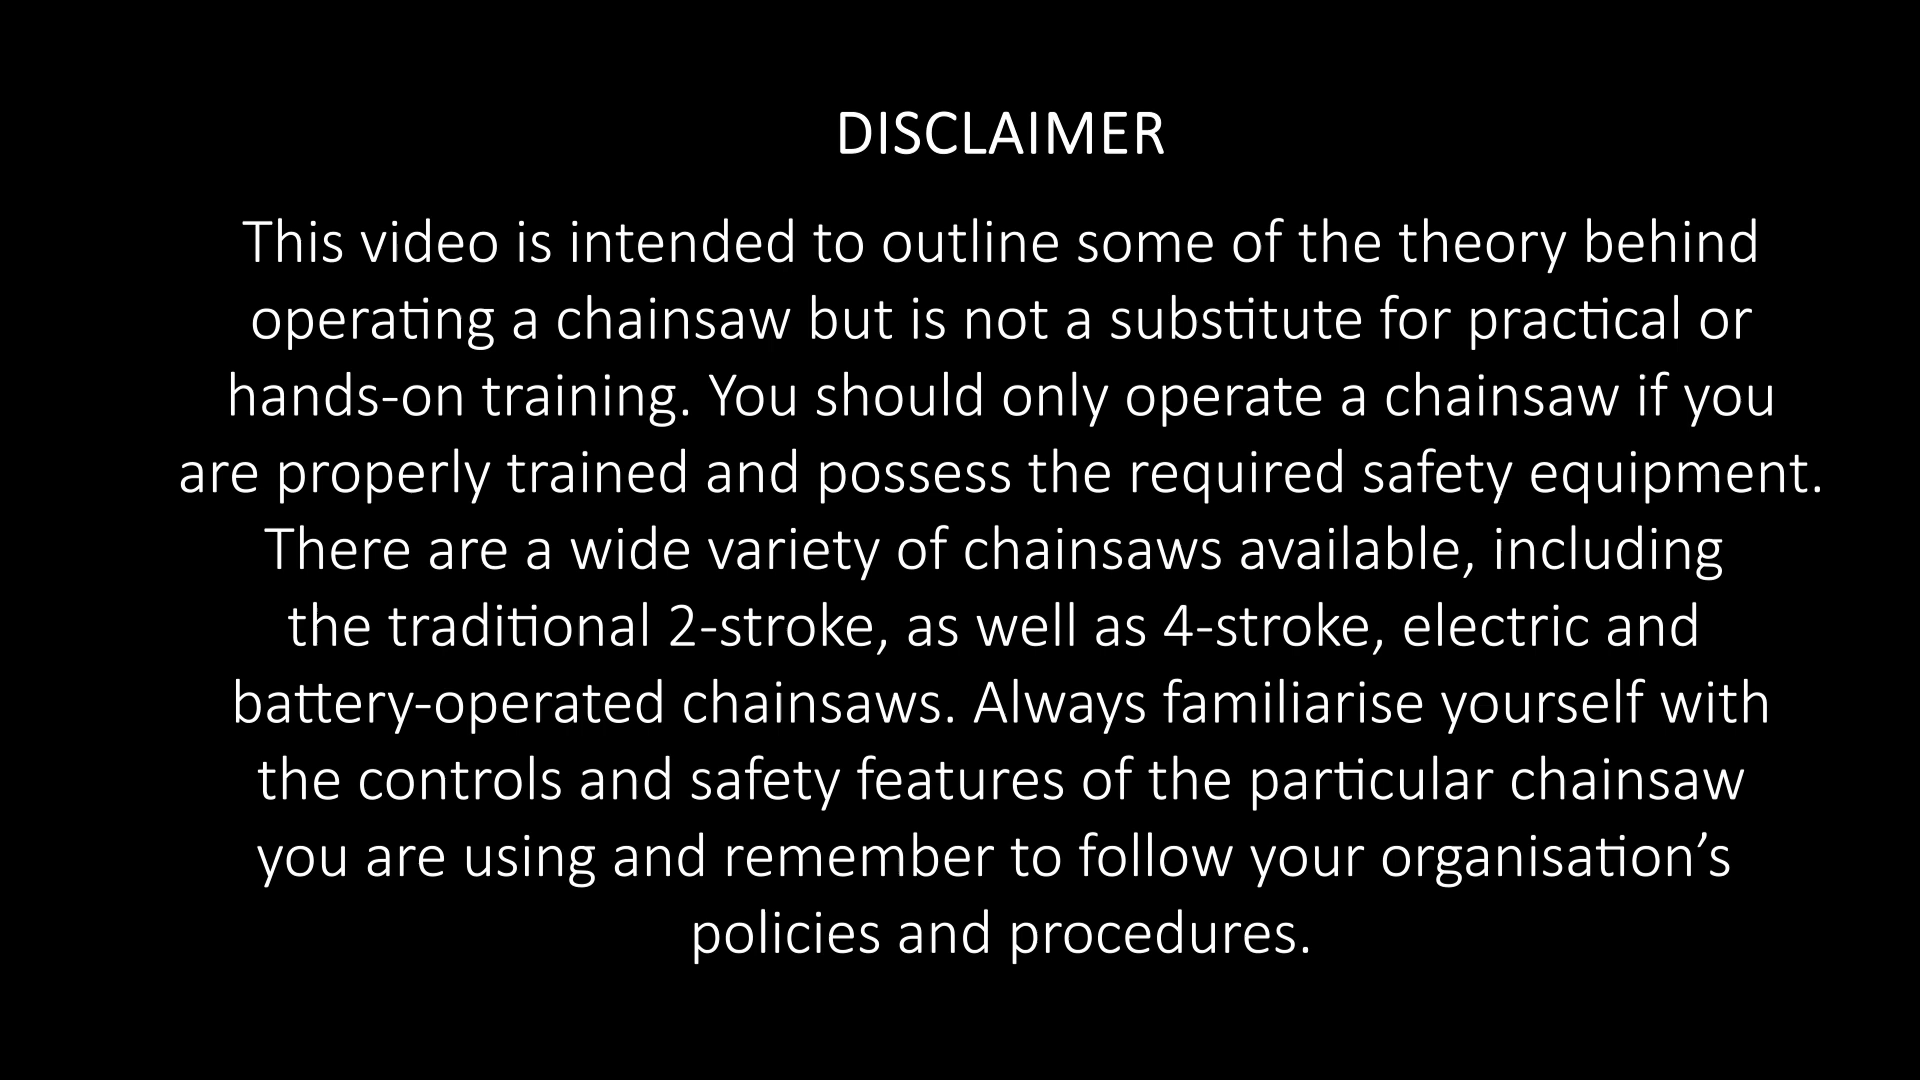 DISCLAIMER
This video is intended to outline some of the theory behind
operating a chainsaw but is not a substitute for practical or
hands-on training. You should only operate a chainsaw if you
are properly trained and possess the required safety equipment.
There are a wide variety of chainsaws available, including
the traditional 2-stroke, as well as 4-stroke, electric and
battery-operated chainsaws. Always familiarise yourself with
the controls and safety features of the particular chainsaw
you are using and remember to follow your organisation’s
policies and procedures.